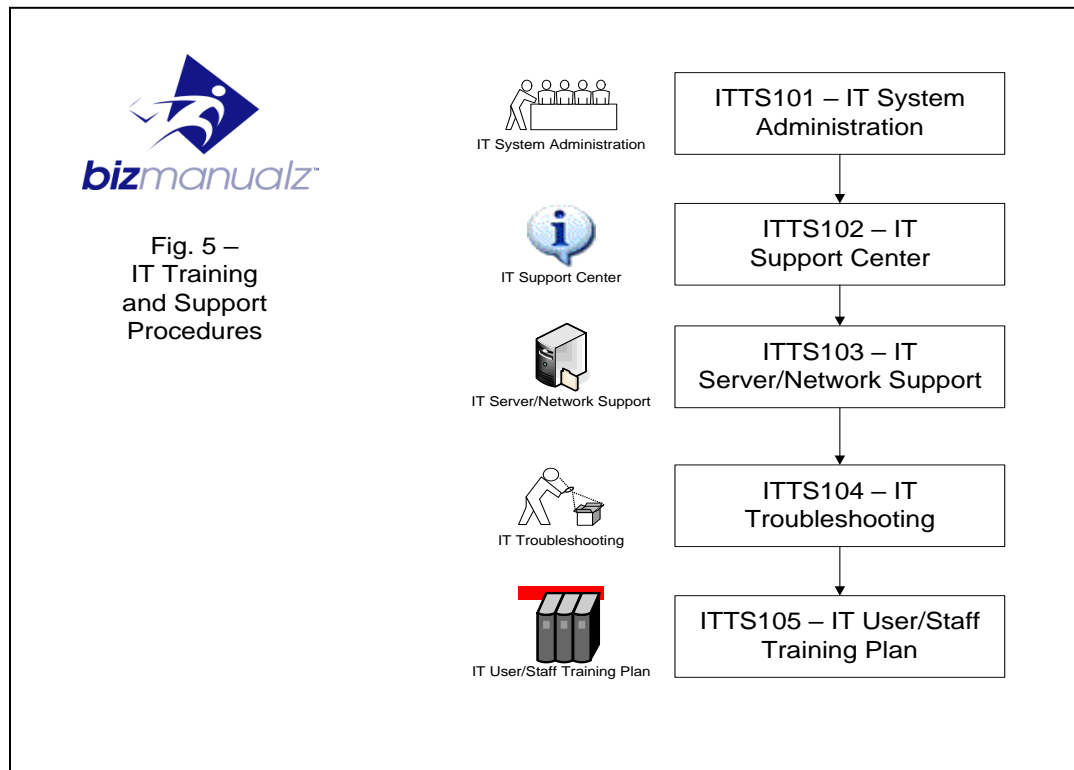 bizmanualz™
Fig. 5 –
IT Training
and Support
Procedures
IT System Administration
ITTS101 – IT System
Administration
IT Support Center
ITTS102 – IT
Support Center
IT Server/Network Support
ITTS103 – IT
Server/Network Support
IT Troubleshooting
ITTS104 – IT
Troubleshooting
IT User/Staff Training Plan
ITTS105 – IT User/Staff
Training Plan